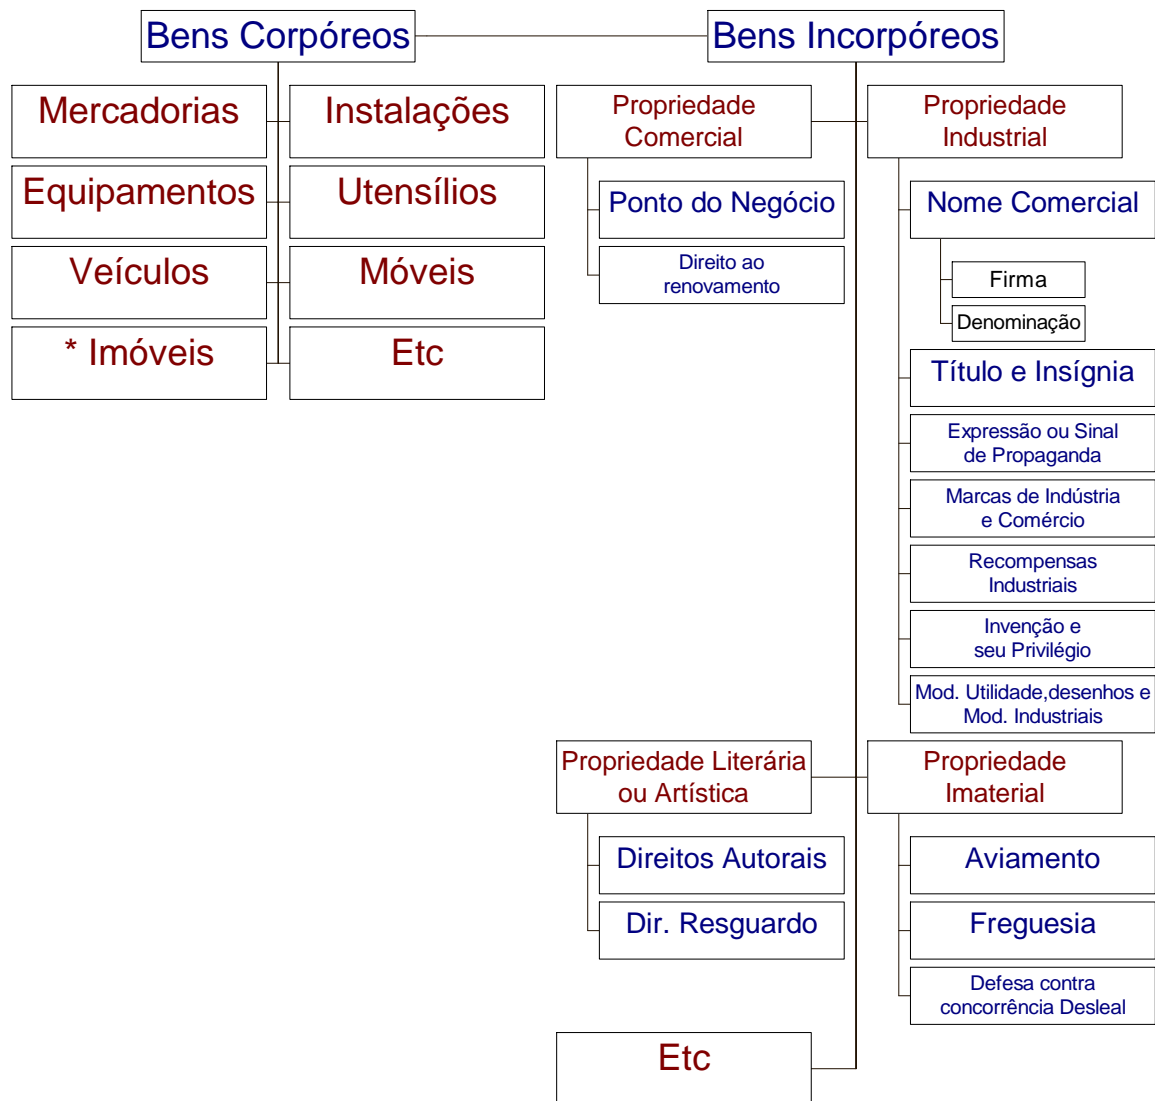 Bens Corpóreos
Bens Incorpóreos
Mercadorias
Instalações
Equipamentos
Utensílios
Veículos
Móveis
* Imóveis
Etc
Propriedade
Comercial
Ponto do Negócio
Direito ao
renovamento
Propriedade
Industrial
Nome Comercial
Firma
Denominação
Título e Insígnia
Expressão ou Sinal
de Propaganda
Marcas de Indústria
e Comércio
Recompensas
Industriais
Invenção e
seu Privilégio
Mod. Utilidade,desenhos e
Mod. Industriais
Propriedade Literária
ou Artística
Direitos Autorais
Dir. Resguardo
Propriedade
Imaterial
Aviamento
Freguesia
Defesa contra
concorrência Desleal
Etc